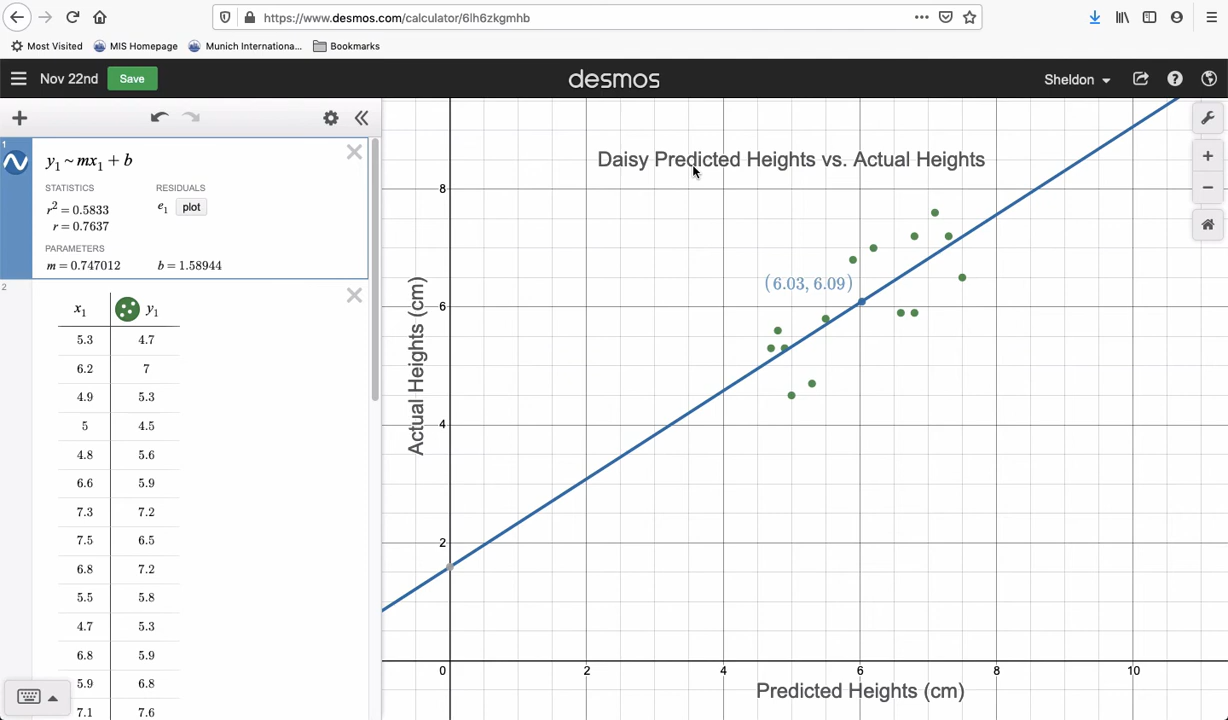 https://www.desmos.com/calculator/6lh6zkgmhb
Most Visited MIS Homepage Munich Internationa... Bookmarks
Nov 22nd Save desmos Sheldon
1
y₁ ~ mx₁ + b
STATISTICS RESIDUALS
r² = 0.5833 e₁ plot
r = 0.7637
PARAMETERS
m = 0.747012 b = 1.58944
2
x₁ y₁
5.3 4.7
6.2 7
4.9 5.3
5 4.5
4.8 5.6
6.6 5.9
7.3 7.2
7.5 6.5
6.8 7.2
5.5 5.8
4.7 5.3
6.8 5.9
5.9 6.8
7.1 7.6
Daisy Predicted Heights vs. Actual Heights
8
(6.03, 6.09)
6
Actual Heights (cm)
4
2
0 2 4 6 8 10
Predicted Heights (cm)